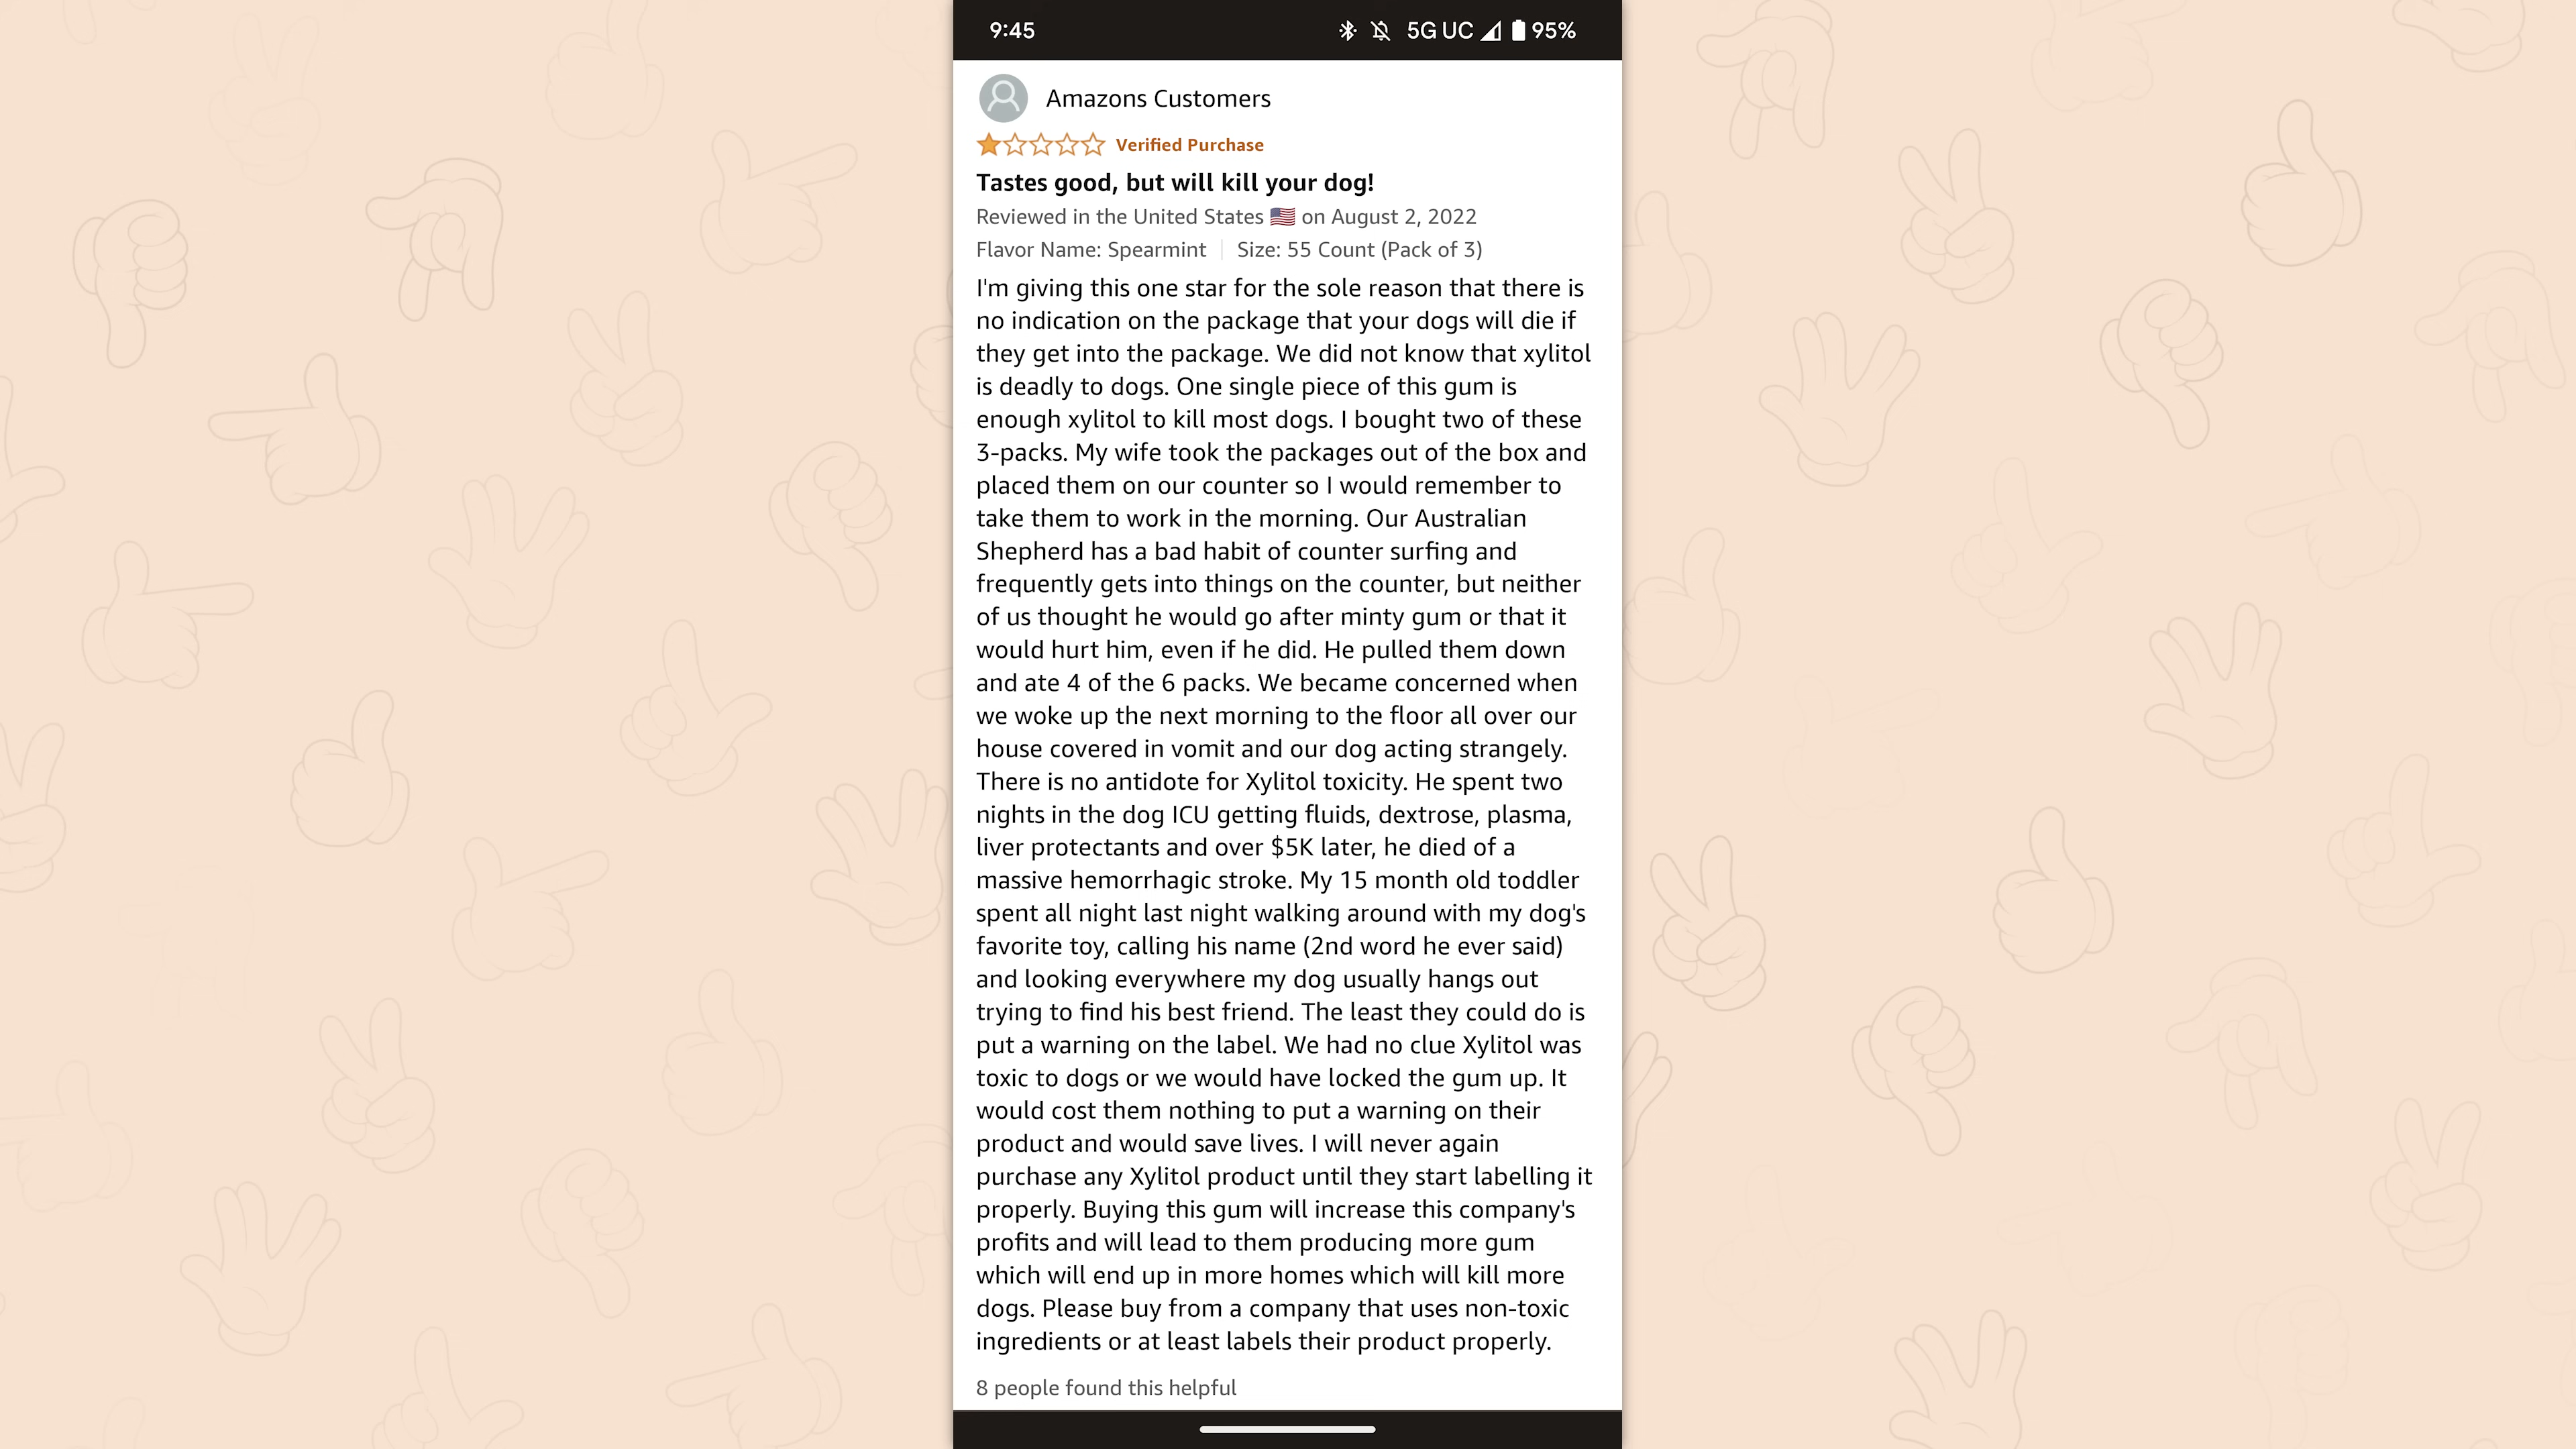 9:45
5G UC 95%
Amazons Customers
Verified Purchase
Tastes good, but will kill your dog!
Reviewed in the United States 🇺🇸 on August 2, 2022
Flavor Name: Spearmint | Size: 55 Count (Pack of 3)
I'm giving this one star for the sole reason that there is
no indication on the package that your dogs will die if
they get into the package. We did not know that xylitol
is deadly to dogs. One single piece of this gum is
enough xylitol to kill most dogs. I bought two of these
3-packs. My wife took the packages out of the box and
placed them on our counter so I would remember to
take them to work in the morning. Our Australian
Shepherd has a bad habit of counter surfing and
frequently gets into things on the counter, but neither
of us thought he would go after minty gum or that it
would hurt him, even if he did. He pulled them down
and ate 4 of the 6 packs. We became concerned when
we woke up the next morning to the floor all over our
house covered in vomit and our dog acting strangely.
There is no antidote for Xylitol toxicity. He spent two
nights in the dog ICU getting fluids, dextrose, plasma,
liver protectants and over $5K later, he died of a
massive hemorrhagic stroke. My 15 month old toddler
spent all night last night walking around with my dog's
favorite toy, calling his name (2nd word he ever said)
and looking everywhere my dog usually hangs out
trying to find his best friend. The least they could do is
put a warning on the label. We had no clue Xylitol was
toxic to dogs or we would have locked the gum up. It
would cost them nothing to put a warning on their
product and would save lives. I will never again
purchase any Xylitol product until they start labelling it
properly. Buying this gum will increase this company's
profits and will lead to them producing more gum
which will end up in more homes which will kill more
dogs. Please buy from a company that uses non-toxic
ingredients or at least labels their product properly.
8 people found this helpful